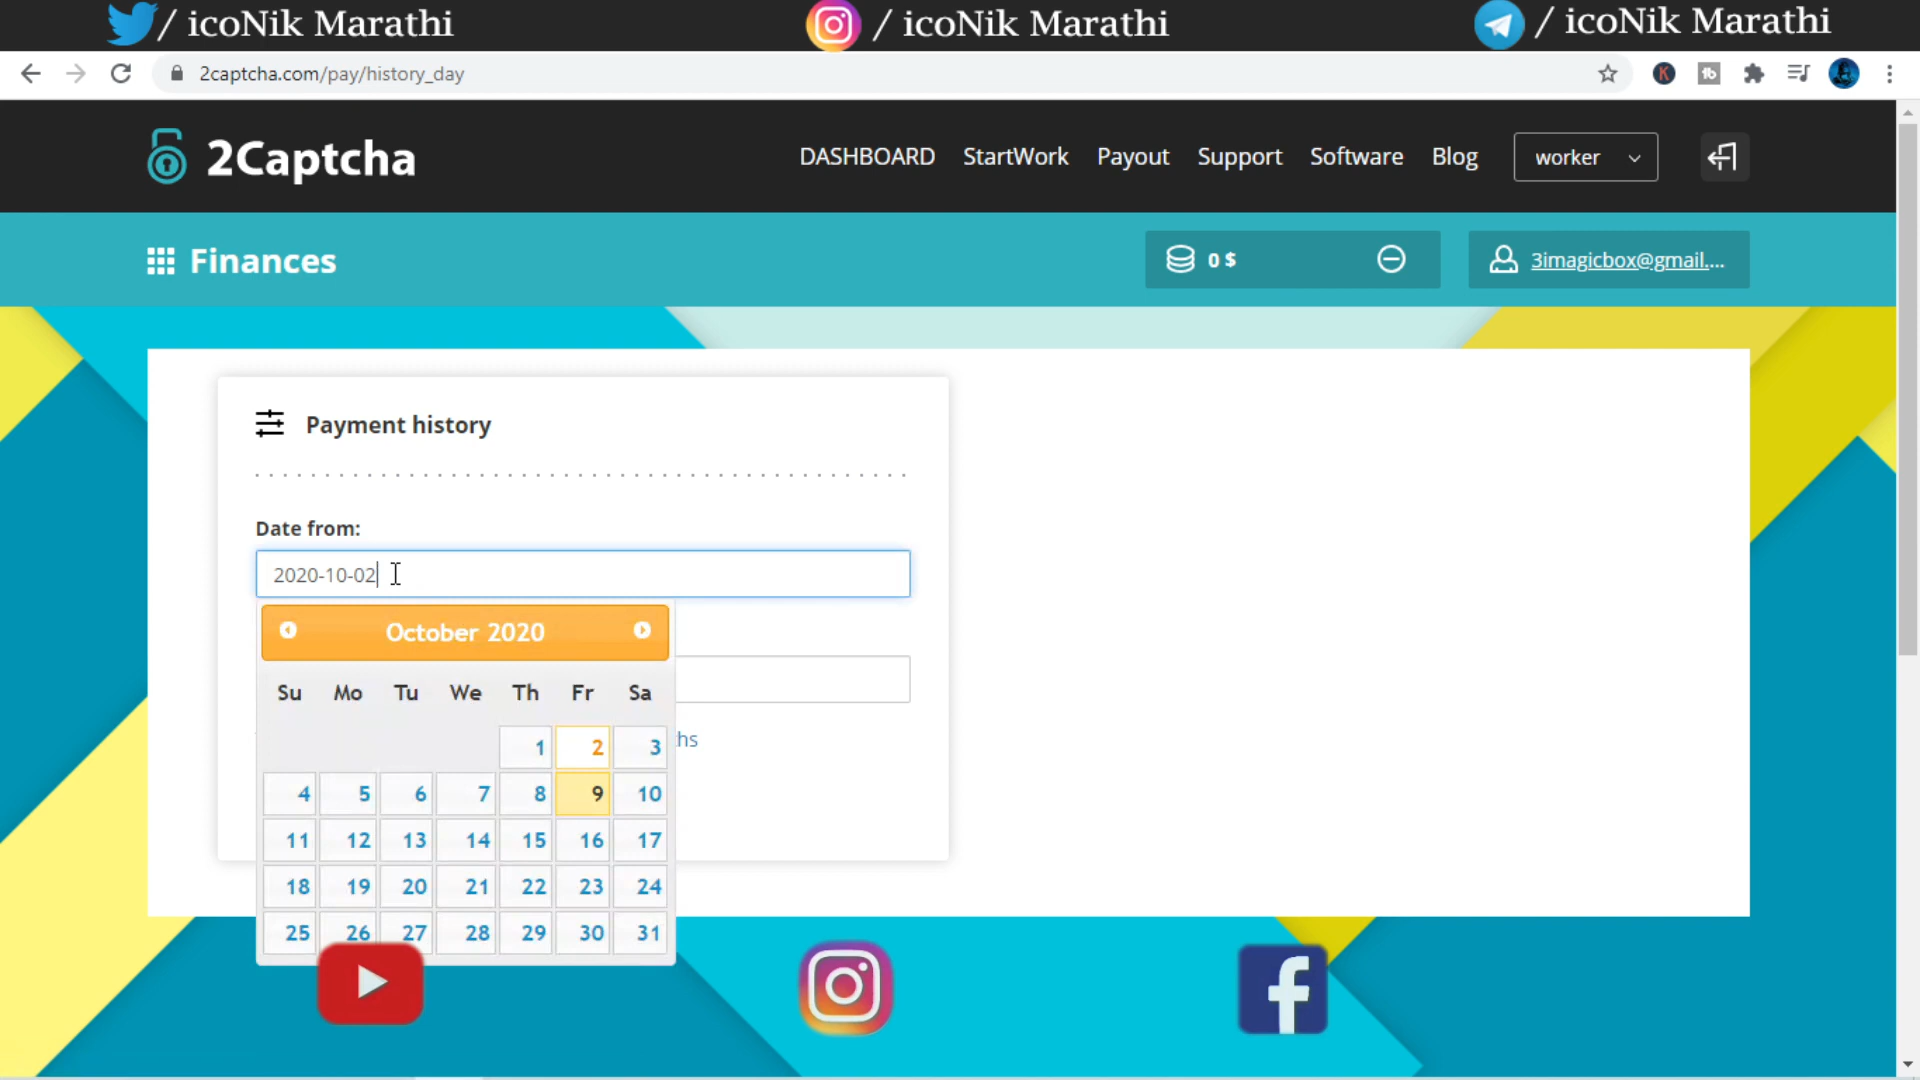 / icoNik Marathi
/ icoNik Marathi
/ icoNik Marathi
2captcha.com/pay/history_day
2Captcha
DASHBOARD StartWork Payout Support Software Blog worker
Finances
0 $
3imagicbox@gmail....
Payment history
Date from:
2020-10-02
October 2020
Su Mo Tu We Th Fr Sa
1 2 3
hs
4 5 6 7 8 9 10
11 12 13 14 15 16 17
18 19 20 21 22 23 24
25 26 27 28 29 30 31